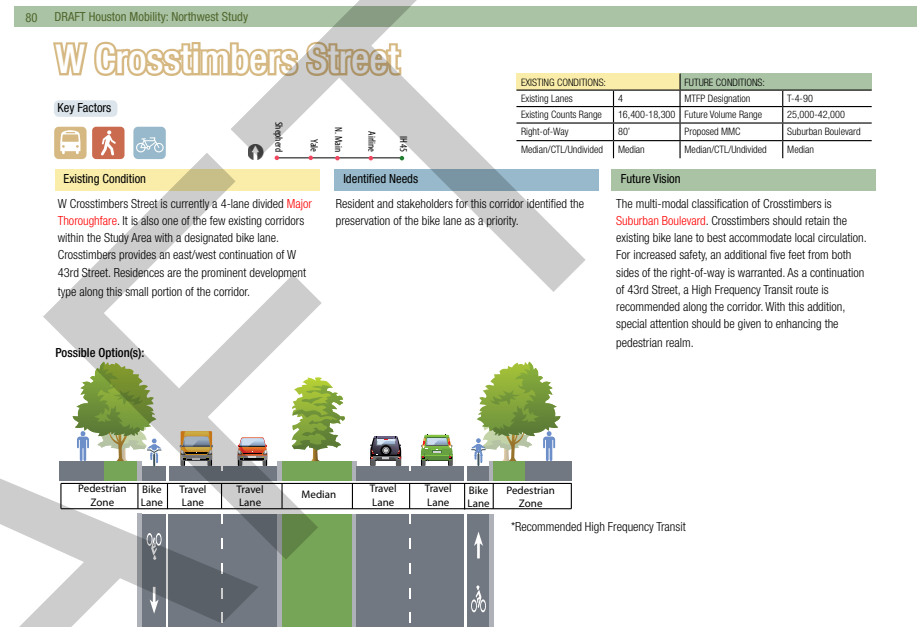 80 DRAFT Houston Mobility: Northwest Study
W Crosstimbers Street
Key Factors
Shepherd
Yale
N. Main
Airline
IH 45
EXISTING CONDITIONS: FUTURE CONDITIONS:
Existing Lanes 4 MTFP Designation T-4-90
Existing Counts Range 16,400-18,300 Future Volume Range 25,000-42,000
Right-of-Way 80' Proposed MMC Suburban Boulevard
Median/CTL/Undivided Median Median/CTL/Undivided Median
Existing Condition
W Crosstimbers Street is currently a 4-lane divided Major
Thoroughfare. It is also one of the few existing corridors
within the Study Area with a designated bike lane.
Crosstimbers provides an east/west continuation of W
43rd Street. Residences are the prominent development
type along this small portion of the corridor.
Identified Needs
Resident and stakeholders for this corridor identified the
preservation of the bike lane as a priority.
Future Vision
The multi-modal classification of Crosstimbers is
Suburban Boulevard. Crosstimbers should retain the
existing bike lane to best accommodate local circulation.
For increased safety, an additional five feet from both
sides of the right-of-way is warranted. As a continuation
of 43rd Street, a High Frequency Transit route is
recommended along the corridor. With this addition,
special attention should be given to enhancing the
pedestrian realm.
Possible Option(s):
Pedestrian Zone
Bike Lane
Travel Lane
Travel Lane
Median
Travel Lane
Travel Lane
Bike Lane
Pedestrian Zone
*Recommended High Frequency Transit